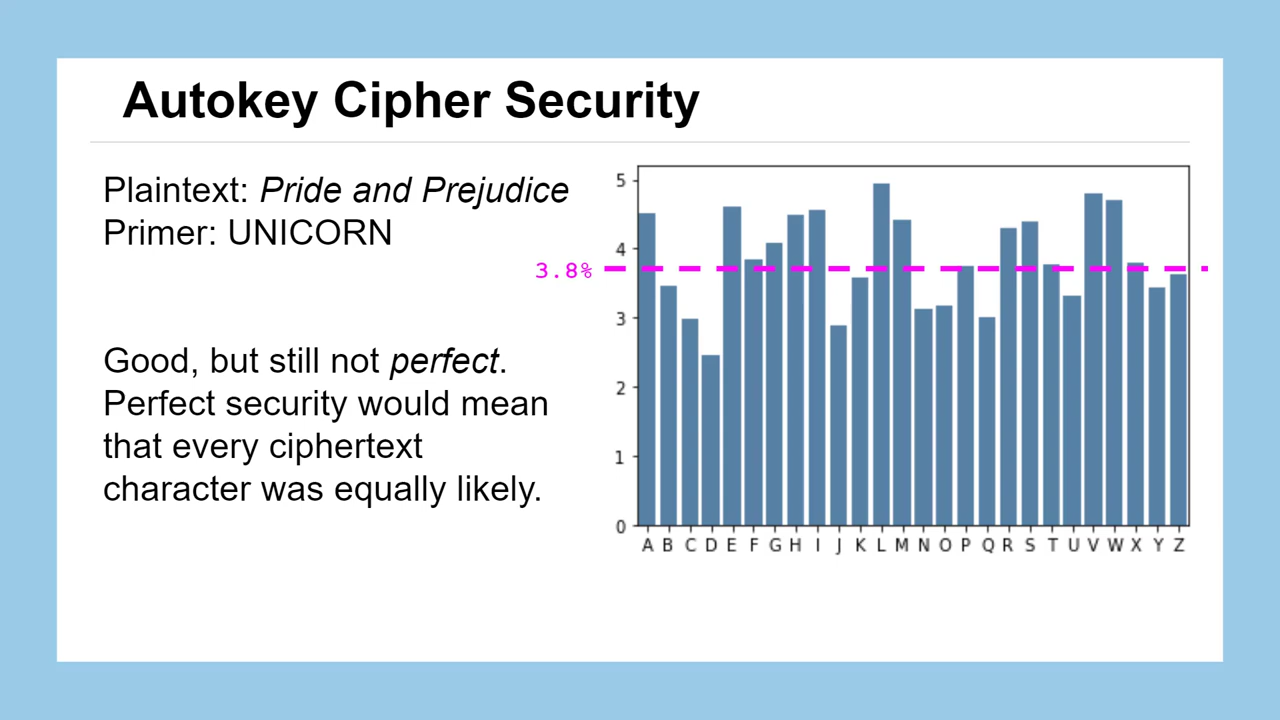 Autokey Cipher Security
Plaintext: Pride and Prejudice
Primer: UNICORN
Good, but still not perfect.
Perfect security would mean
that every ciphertext
character was equally likely.
5
4
3.8%
3
2
1
0
A B C D E F G H I J K L M N O P Q R S T U V W X Y Z